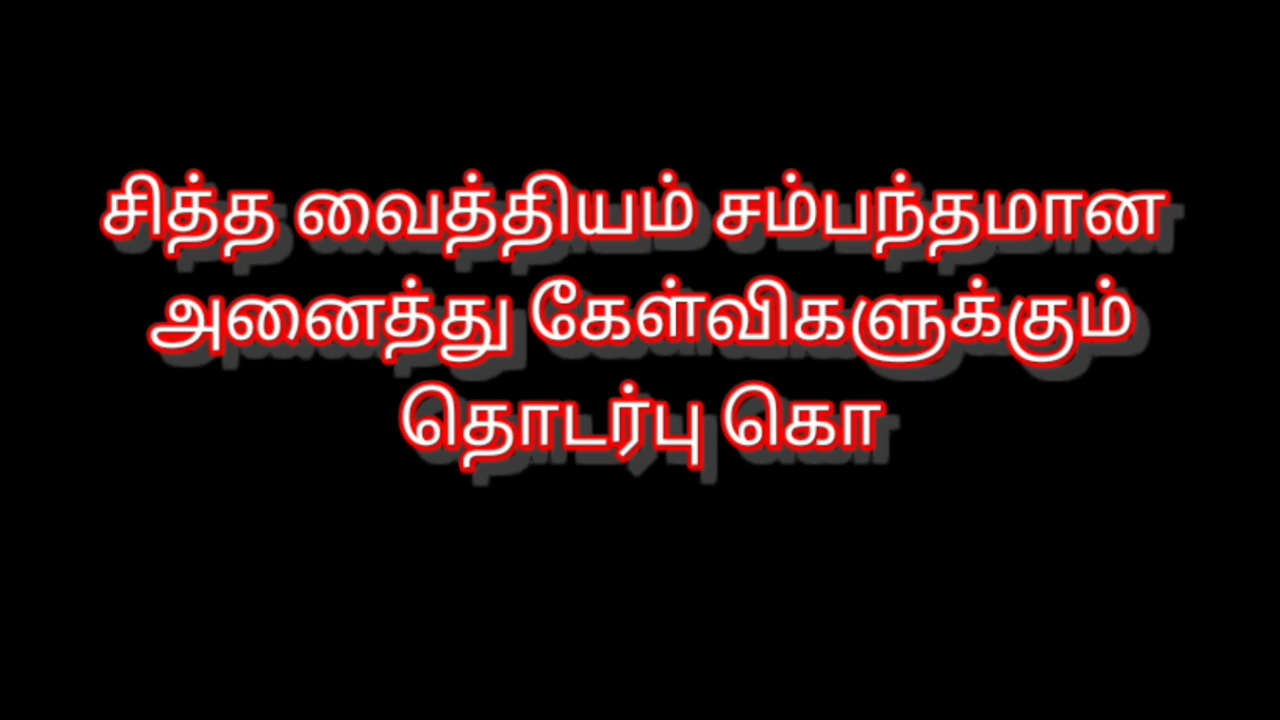 சித்த வைத்தியம் சம்பந்தமான
அனைத்து கேள்விகளுக்கும்
தொடர்பு கொ